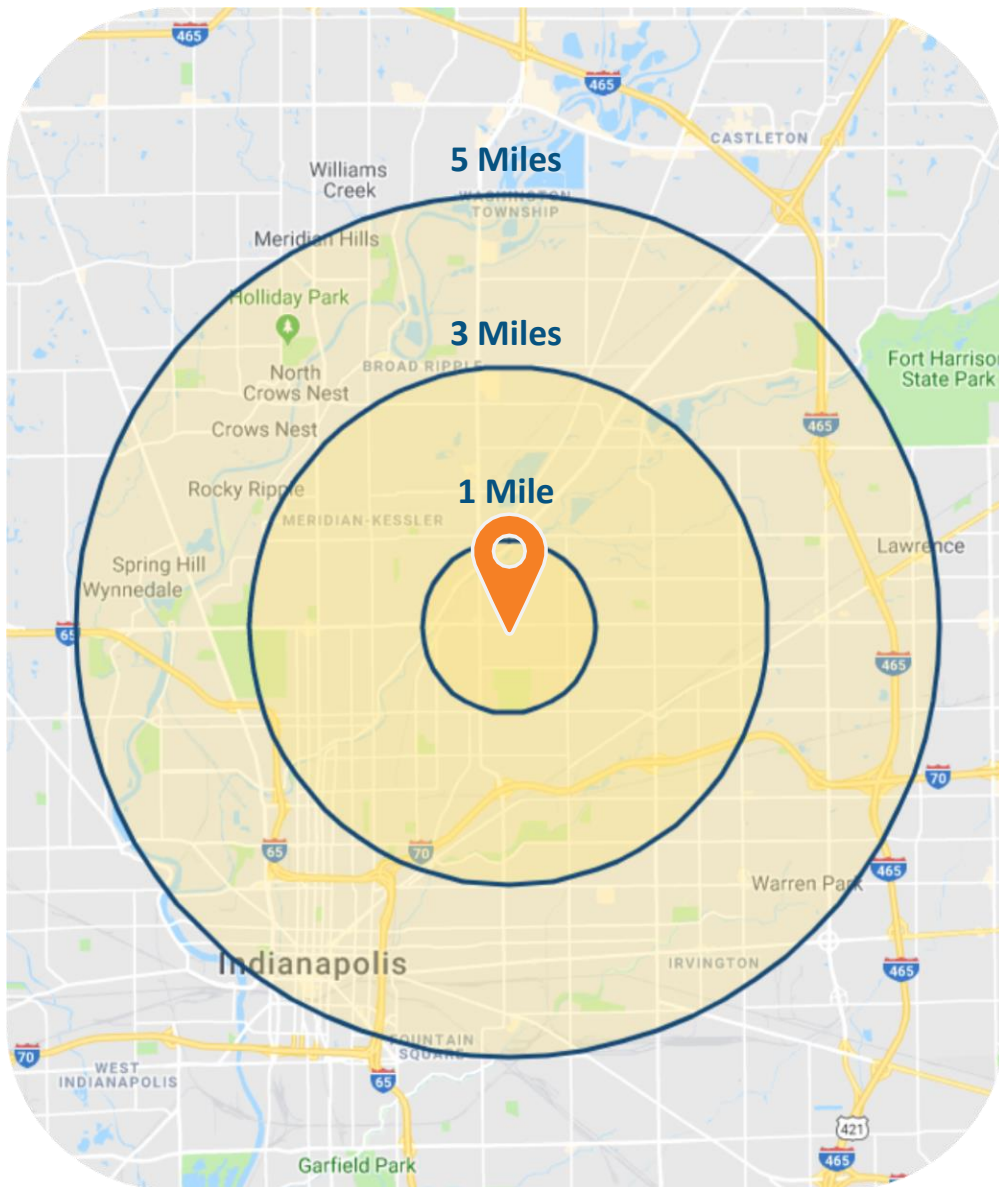 465
465
CASTLETON
5 Miles
Williams
Creek
WASHINGTON
TOWNSHIP
Meridian Hills
Holliday Park
3 Miles
BROAD RIPPLE
Fort Harrison
State Park
North
Crows Nest
Crows Nest
465
1 Mile
Rocky Ripple
MERIDIAN-KESSLER
Lawrence
Spring Hill
Wynnedale
65
465
70
65
70
465
Warren Park
Indianapolis
IRVINGTON
465
FOUNTAIN
SQUARE
70
WEST
INDIANAPOLIS
65
421
465
Garfield Park